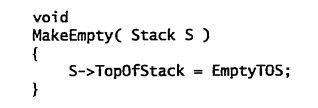 void
MakeEmpty( Stack S )
{
S->TopOfStack = EmptyTOS;
}